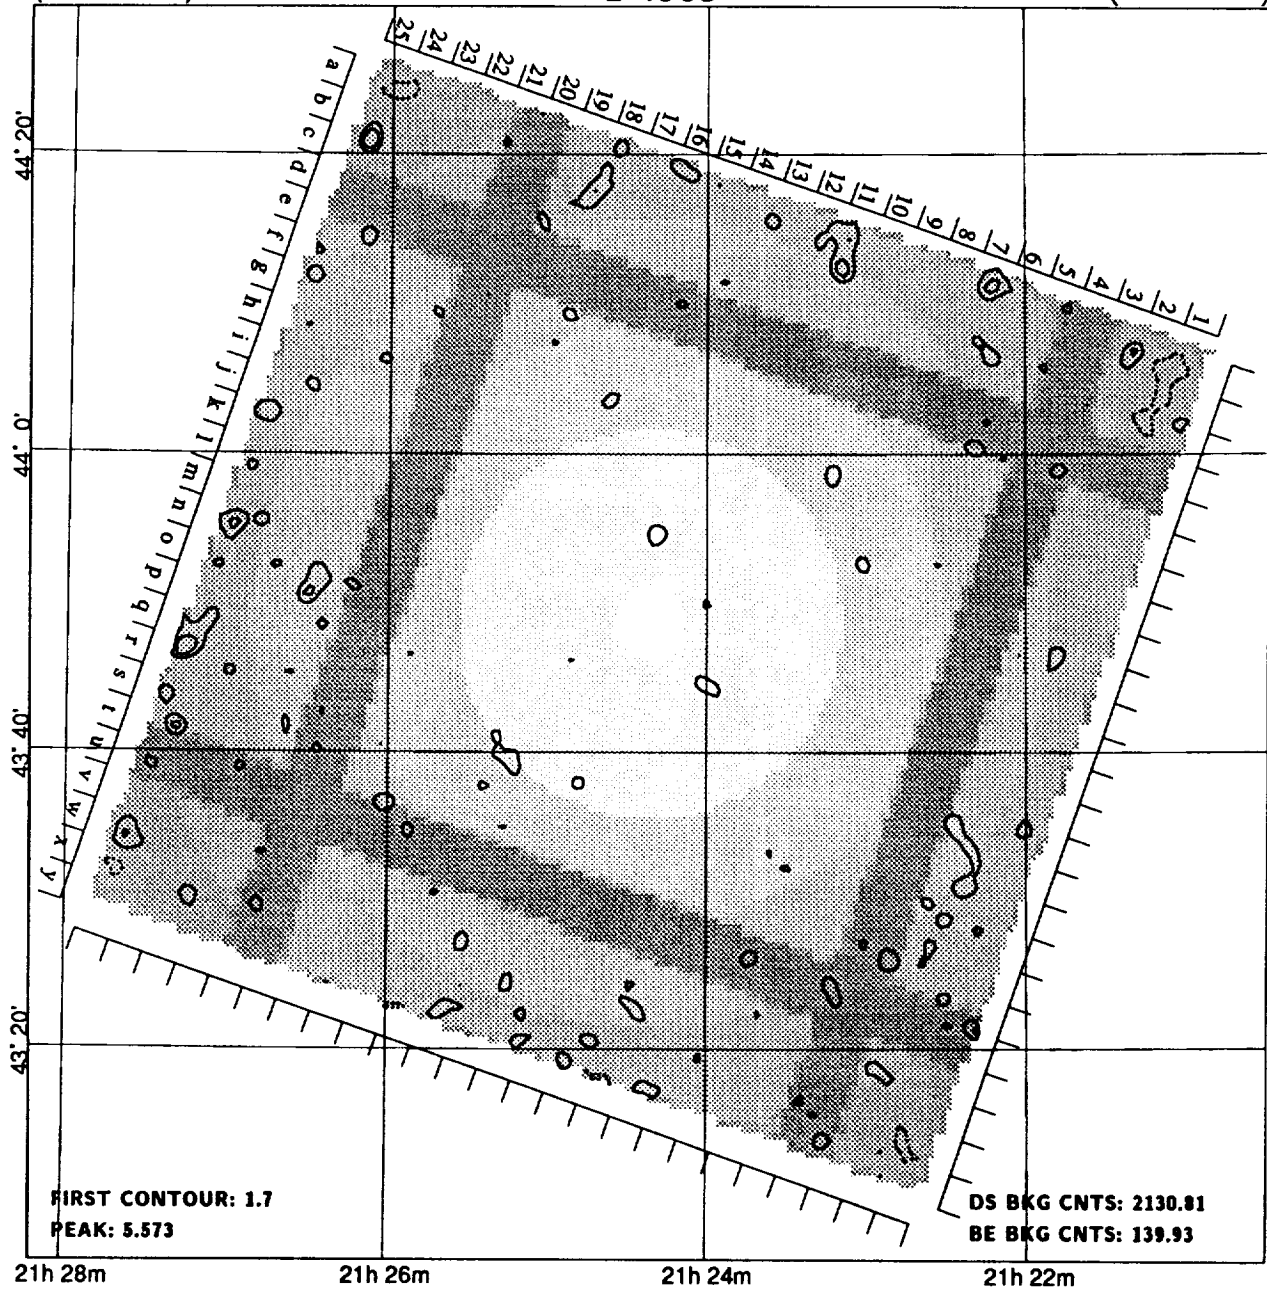 25 24 23 22 21 20 19 18 17 16 15 14 13 12 11 10 9 8 7 6 5 4 3 2 1
a b c d e f g h i j k l m n o p q r s t u v w x y
44° 20'
44° 0'
43° 40'
43° 20'
FIRST CONTOUR: 1.7
PEAK: 5.573
DS BKG CNTS: 2130.81
BE BKG CNTS: 139.93
21h 28m 21h 26m 21h 24m 21h 22m